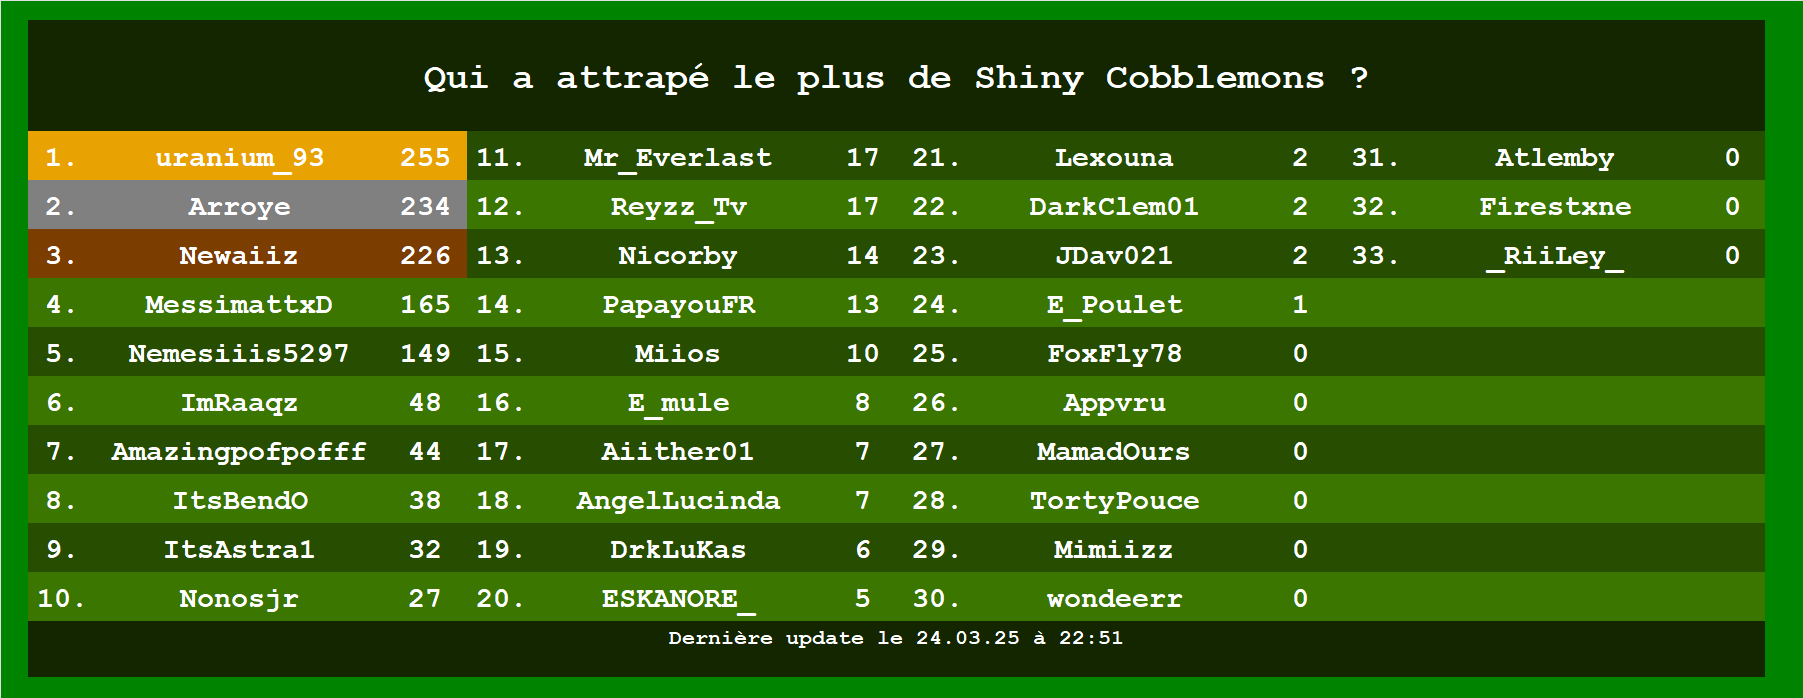 Qui a attrapé le plus de Shiny Cobblemons ?
1. uranium_93 255 11. Mr_Everlast 17 21. Lexouna 2 31. Atlemby 0
2. Arroye 234 12. Reyzz_Tv 17 22. DarkClem01 2 32. Firestxne 0
3. Newaiiz 226 13. Nicorby 14 23. JDav021 2 33. _RiiLey_ 0
4. MessimattxD 165 14. PapayouFR 13 24. E_Poulet 1
5. Nemesiiis5297 149 15. Miios 10 25. FoxFly78 0
6. ImRaaqz 48 16. E_mule 8 26. Appvru 0
7. Amazingpofpofff 44 17. Aiither01 7 27. MamadOurs 0
8. ItsBendO 38 18. AngelLucinda 7 28. TortyPouce 0
9. ItsAstra1 32 19. DrkLuKas 6 29. Mimiizz 0
10. Nonosjr 27 20. ESKANORE_ 5 30. wondeerr 0
Dernière update le 24.03.25 à 22:51